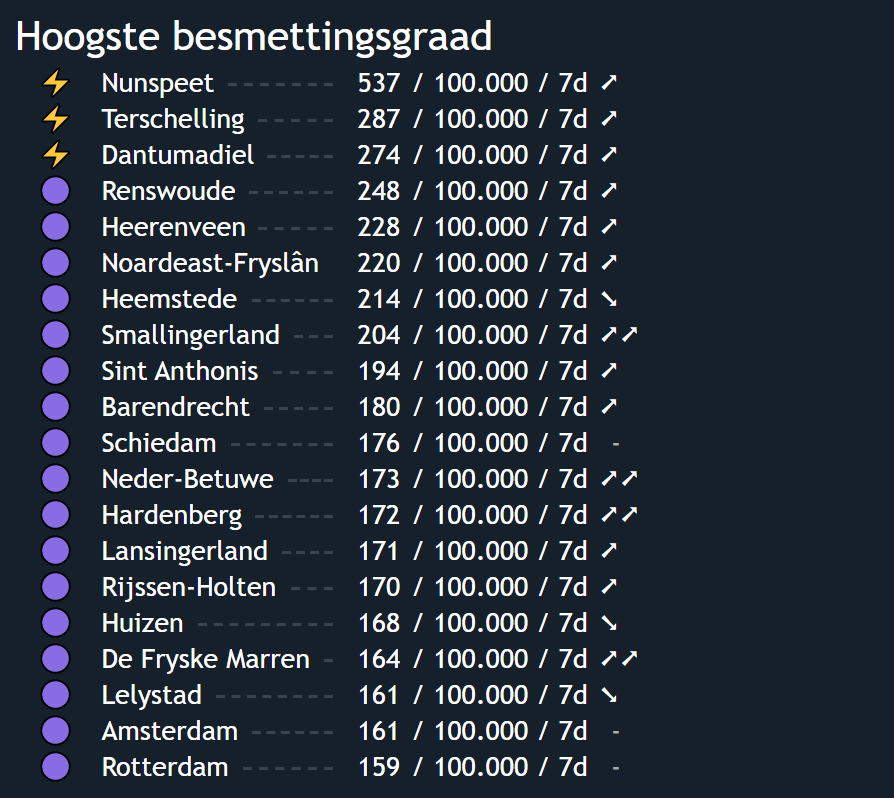 Hoogste besmettingsgraad
⚡ Nunspeet ------- 537 / 100.000 / 7d ➚
⚡ Terschelling ----- 287 / 100.000 / 7d ➚
⚡ Dantumadiel ----- 274 / 100.000 / 7d ➚
🟣 Renswoude ------ 248 / 100.000 / 7d ➚
🟣 Heerenveen ----- 228 / 100.000 / 7d ➚
🟣 Noardeast-Fryslân 220 / 100.000 / 7d ➚
🟣 Heemstede ------ 214 / 100.000 / 7d ➘
🟣 Smallingerland --- 204 / 100.000 / 7d ➚➚
🟣 Sint Anthonis ---- 194 / 100.000 / 7d ➚
🟣 Barendrecht ----- 180 / 100.000 / 7d ➚
🟣 Schiedam ------- 176 / 100.000 / 7d -
🟣 Neder-Betuwe ---- 173 / 100.000 / 7d ➚➚
🟣 Hardenberg ------ 172 / 100.000 / 7d ➚➚
🟣 Lansingerland ---- 171 / 100.000 / 7d ➚
🟣 Rijssen-Holten --- 170 / 100.000 / 7d ➚
🟣 Huizen --------- 168 / 100.000 / 7d ➘
🟣 De Fryske Marren - 164 / 100.000 / 7d ➚➚
🟣 Lelystad -------- 161 / 100.000 / 7d ➘
🟣 Amsterdam ------ 161 / 100.000 / 7d -
🟣 Rotterdam ------ 159 / 100.000 / 7d -